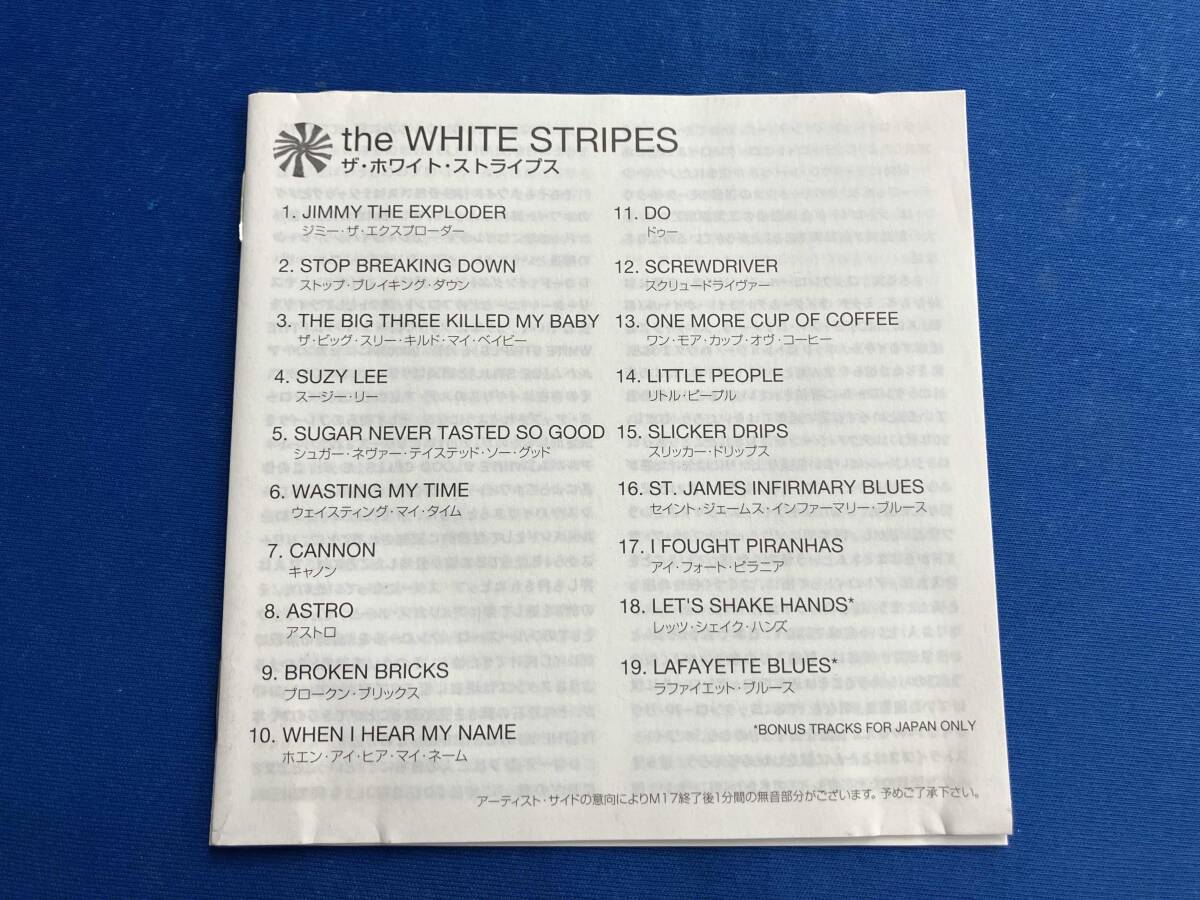 the WHITE STRIPES
ザ・ホワイト・ストライプス
1. JIMMY THE EXPLODER
ジミー・ザ・エクスプローダー
2. STOP BREAKING DOWN
ストップ・ブレイキング・ダウン
3. THE BIG THREE KILLED MY BABY
ザ・ビッグ・スリー・キルド・マイ・ベイビー
4. SUZY LEE
スージー・リー
5. SUGAR NEVER TASTED SO GOOD
シュガー・ネヴァー・テイステッド・ソー・グッド
6. WASTING MY TIME
ウェイスティング・マイ・タイム
7. CANNON
キャノン
8. ASTRO
アストロ
9. BROKEN BRICKS
ブロークン・ブリックス
10. WHEN I HEAR MY NAME
ホエン・アイ・ヒア・マイ・ネーム
11. DO
ドゥー
12. SCREWDRIVER
スクリュードライヴァー
13. ONE MORE CUP OF COFFEE
ワン・モア・カップ・オヴ・コーヒー
14. LITTLE PEOPLE
リトル・ピープル
15. SLICKER DRIPS
スリッカー・ドリップス
16. ST. JAMES INFIRMARY BLUES
セイント・ジェームス・インファーマリー・ブルース
17. I FOUGHT PIRANHAS
アイ・フォート・ピラニア
18. LET'S SHAKE HANDS*
レッツ・シェイク・ハンズ
19. LAFAYETTE BLUES*
ラファイエット・ブルース
*BONUS TRACKS FOR JAPAN ONLY
アーティスト・サイドの意向によりM17終了後1分間の無音部分がございます。予めご了承下さい。